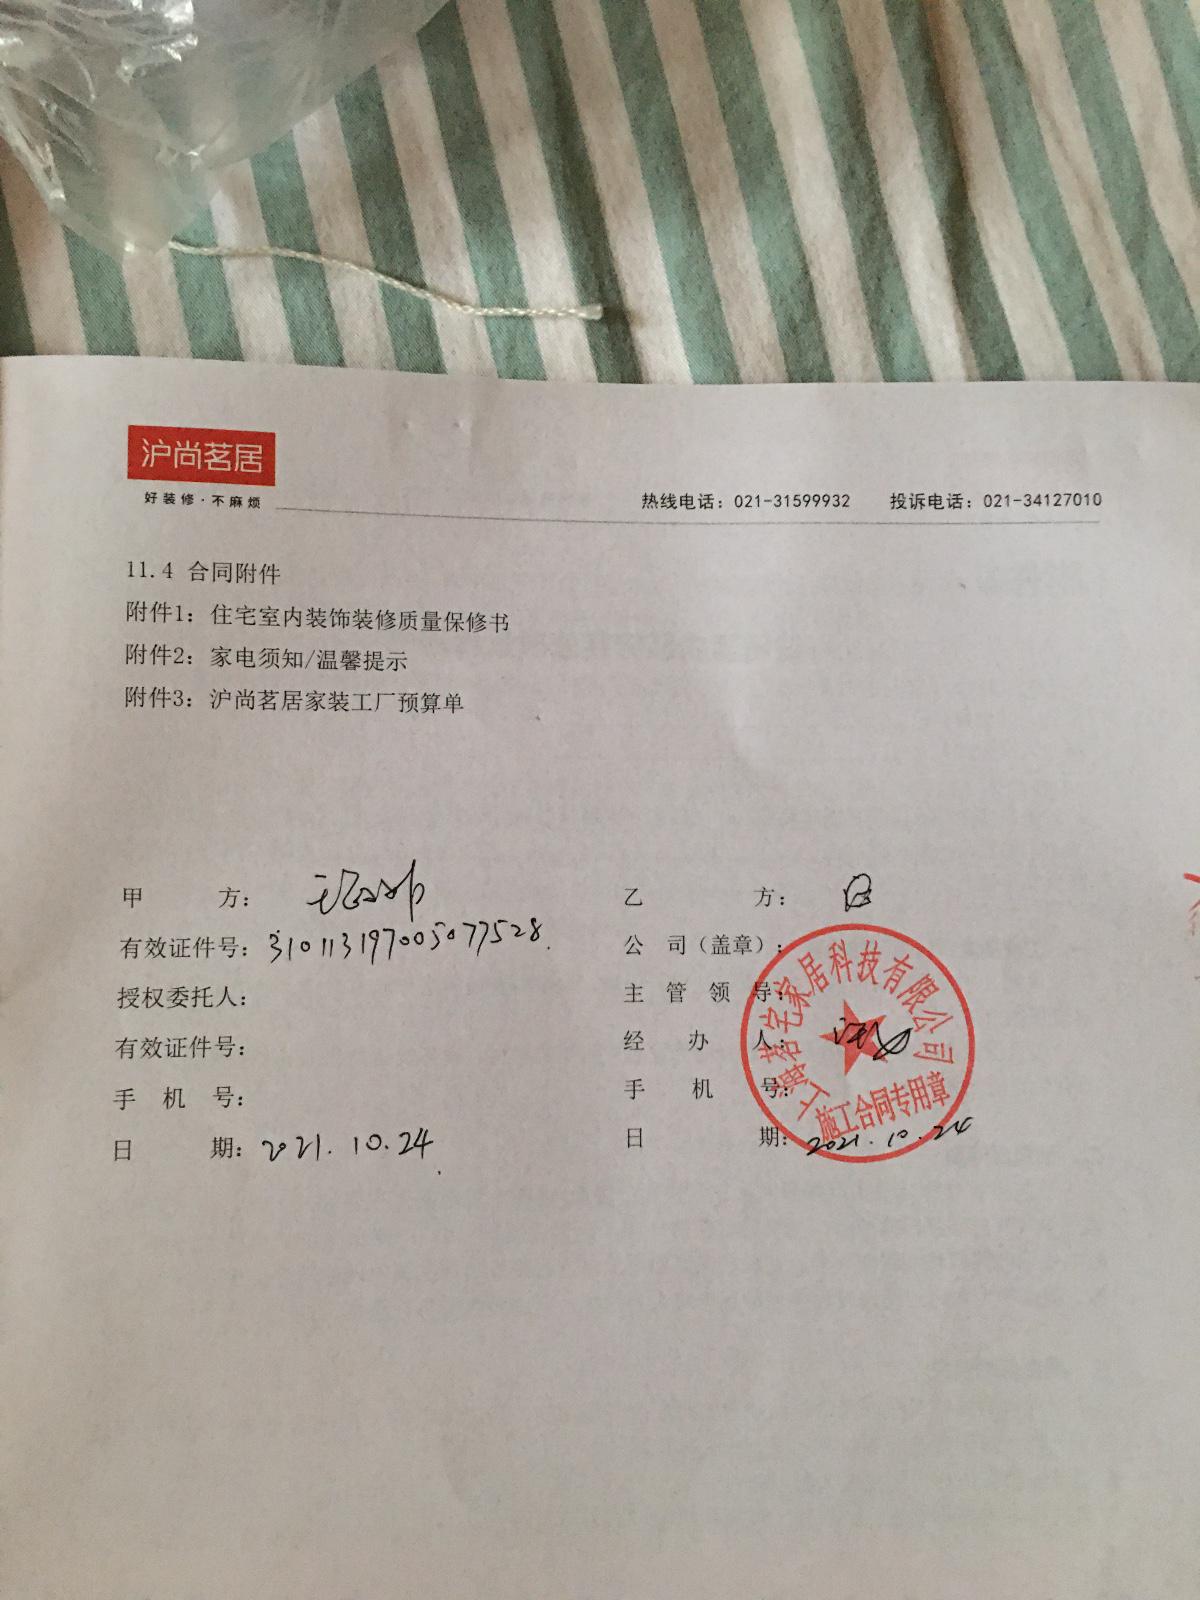 沪尚茗居
好装修·不麻烦
热线电话：021-31599932 投诉电话：021-34127010
11.4 合同附件
附件1：住宅室内装饰装修质量保修书
附件2：家电须知/温馨提示
附件3：沪尚茗居家装工厂预算单
甲方：
有效证件号：310113197005077528
授权委托人：
有效证件号：
手机号：
日期：2021.10.24
乙方：
公司（盖章）：
主管领导：
经办人：
手机号：
日期：2021.10.24
上海茗宅家居科技有限公司
施工合同专用章